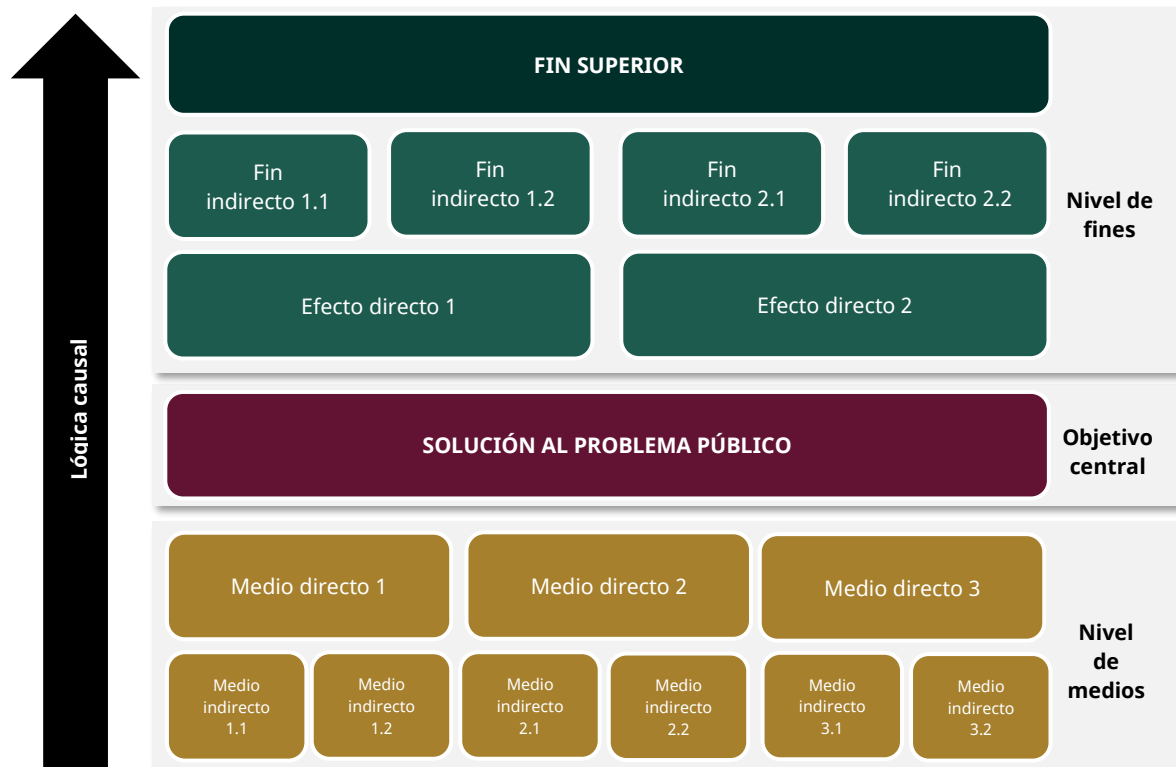 FIN SUPERIOR
Fin
indirecto 1.1
Fin
indirecto 1.2
Fin
indirecto 2.1
Fin
indirecto 2.2
Nivel de
fines
Efecto directo 1
Efecto directo 2
Lógica causal
SOLUCIÓN AL PROBLEMA PÚBLICO
Objetivo
central
Medio directo 1
Medio directo 2
Medio directo 3
Nivel
de
medios
Medio
indirecto
1.1
Medio
indirecto
1.2
Medio
indirecto
2.1
Medio
indirecto
2.2
Medio
indirecto
3.1
Medio
indirecto
3.2